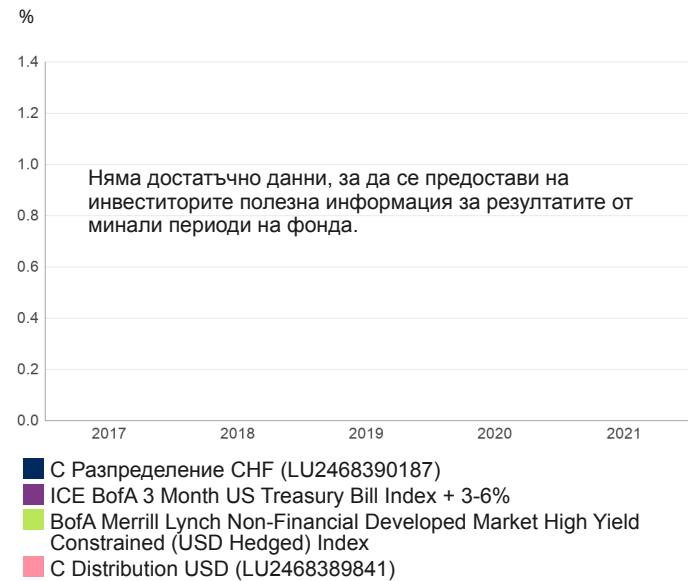 %
1.4
1.2
1.0
0.8
0.6
0.4
0.2
0.0
Няма достатъчно данни, за да се предостави на
инвеститорите полезна информация за резултатите от
минали периоди на фонда.
2017 2018 2019 2020 2021
C Разпределение CHF (LU2468390187)
ICE BofA 3 Month US Treasury Bill Index + 3-6%
BofA Merrill Lynch Non-Financial Developed Market High Yield
Constrained (USD Hedged) Index
C Distribution USD (LU2468389841)